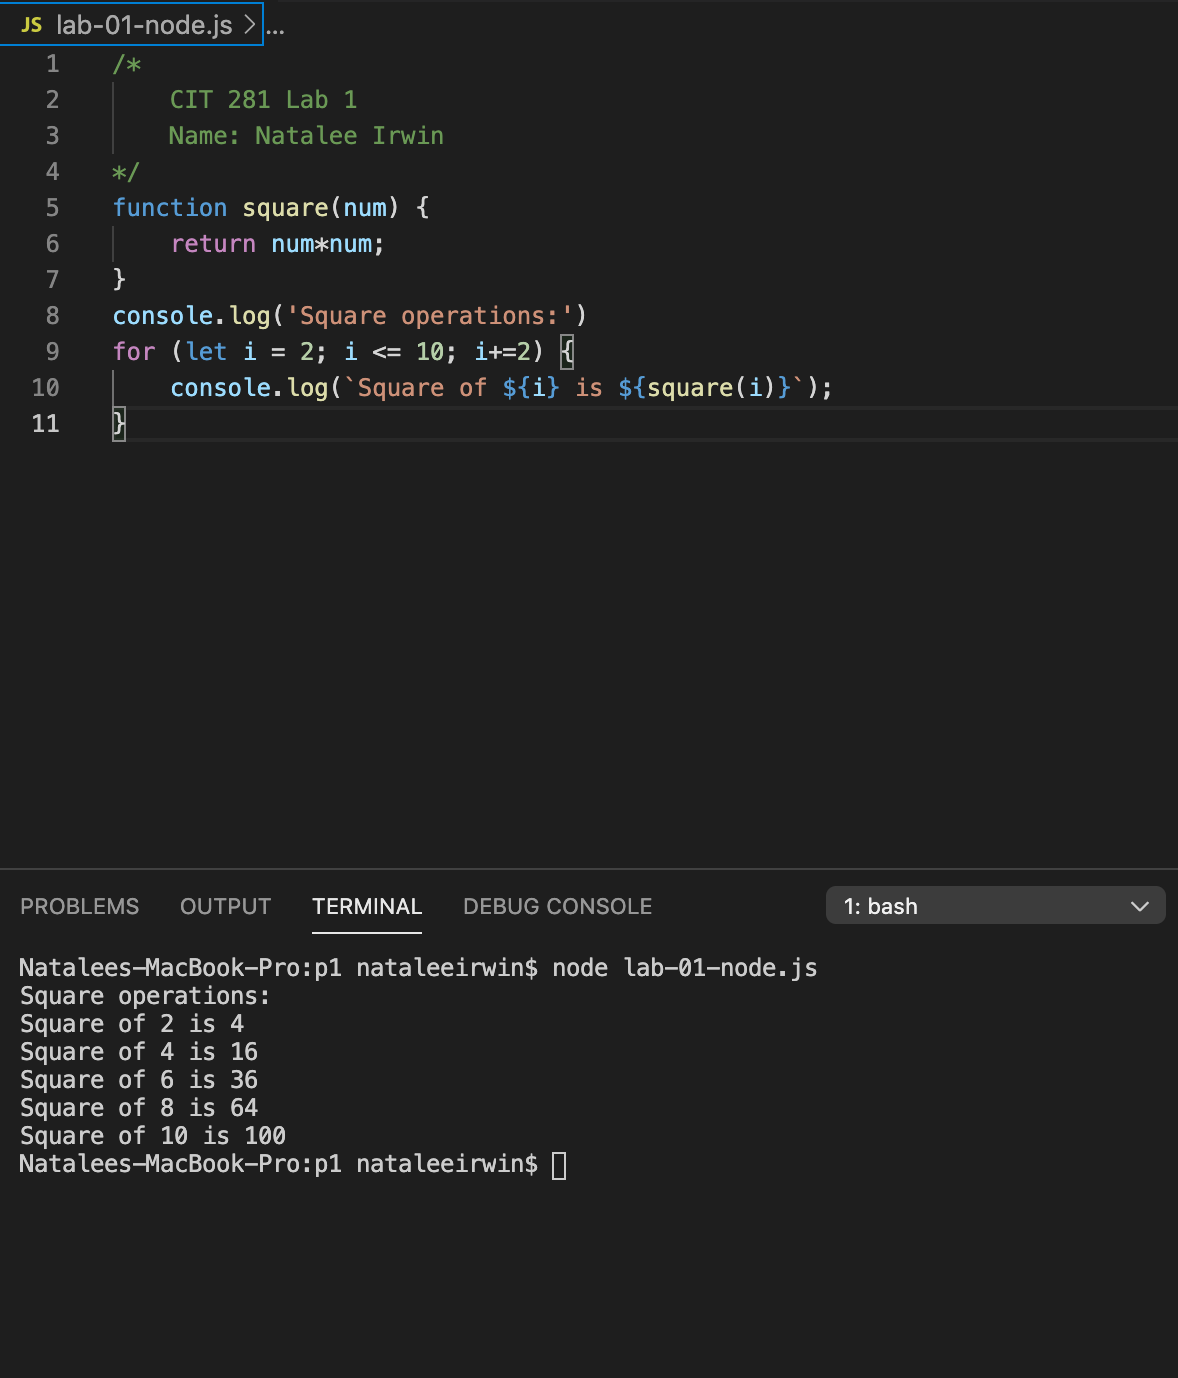 JS lab-01-node.js > ...
1 /*
2     CIT 281 Lab 1
3     Name: Natalee Irwin
4 */
5 function square(num) {
6     return num*num;
7 }
8 console.log('Square operations:')
9 for (let i = 2; i <= 10; i+=2) {
10     console.log(`Square of ${i} is ${square(i)}`);
11 }
PROBLEMS OUTPUT TERMINAL DEBUG CONSOLE 1: bash
Natalees-MacBook-Pro:p1 nataleeirwin$ node lab-01-node.js
Square operations:
Square of 2 is 4
Square of 4 is 16
Square of 6 is 36
Square of 8 is 64
Square of 10 is 100
Natalees-MacBook-Pro:p1 nataleeirwin$